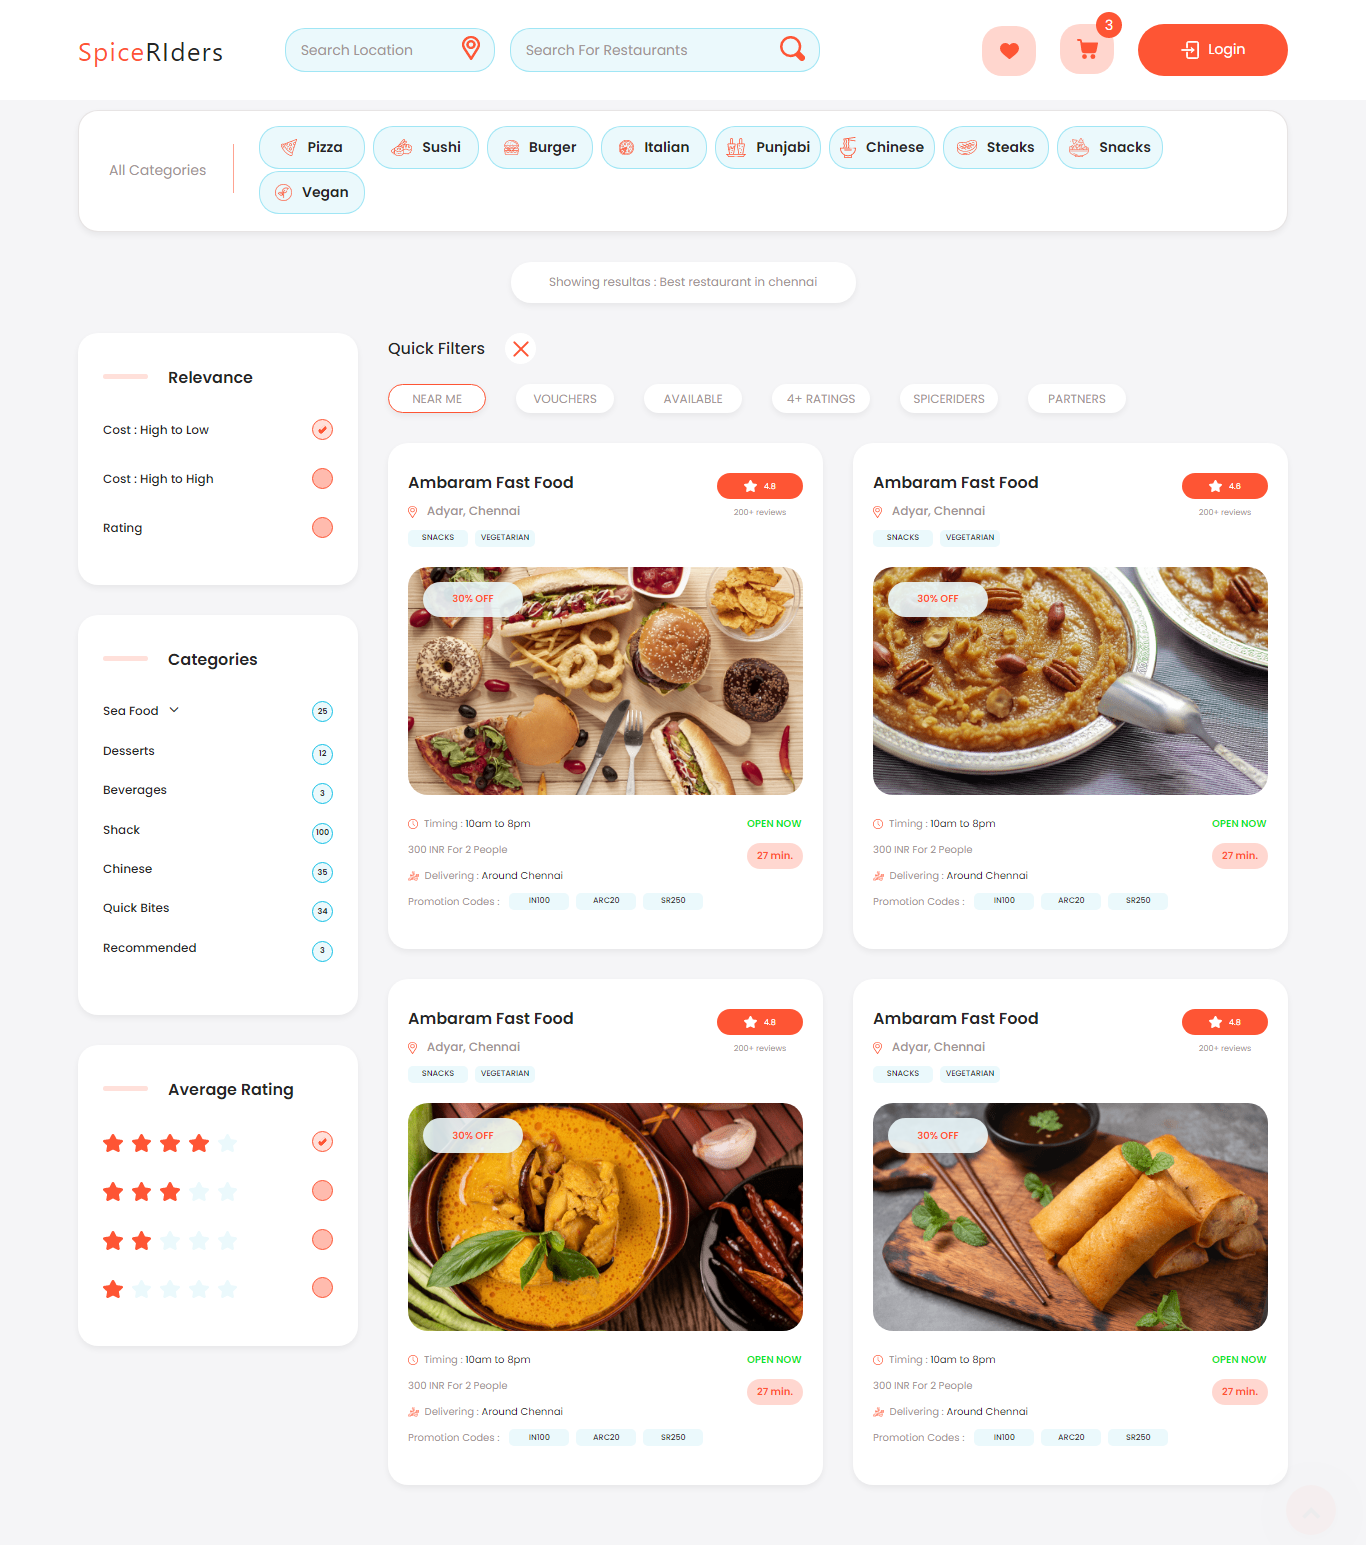 SpiceRIders
Search Location
Search For Restaurants
3
Login
All Categories
Pizza
Sushi
Burger
Italian
Punjabi
Chinese
Steaks
Snacks
Vegan
Showing resultas : Best restaurant in chennai
Relevance
Cost : High to Low
Cost : High to High
Rating
Categories
Sea Food
25
Desserts
12
Beverages
3
Shack
100
Chinese
35
Quick Bites
34
Recommended
3
Average Rating
Quick Filters
NEAR ME
VOUCHERS
AVAILABLE
4+ RATINGS
SPICERIDERS
PARTNERS
Ambaram Fast Food
4.8
Adyar, Chennai
200+ reviews
SNACKS
VEGETARIAN
30% OFF
Timing : 10am to 8pm
OPEN NOW
300 INR For 2 People
27 min.
Delivering : Around Chennai
Promotion Codes :
IN100
ARC20
SR250
Ambaram Fast Food
4.6
Adyar, Chennai
200+ reviews
SNACKS
VEGETARIAN
30% OFF
Timing : 10am to 8pm
OPEN NOW
300 INR For 2 People
27 min.
Delivering : Around Chennai
Promotion Codes :
IN100
ARC20
SR250
Ambaram Fast Food
4.8
Adyar, Chennai
200+ reviews
SNACKS
VEGETARIAN
30% OFF
Timing : 10am to 8pm
OPEN NOW
300 INR For 2 People
27 min.
Delivering : Around Chennai
Promotion Codes :
IN100
ARC20
SR250
Ambaram Fast Food
4.8
Adyar, Chennai
200+ reviews
SNACKS
VEGETARIAN
30% OFF
Timing : 10am to 8pm
OPEN NOW
300 INR For 2 People
27 min.
Delivering : Around Chennai
Promotion Codes :
IN100
ARC20
SR250